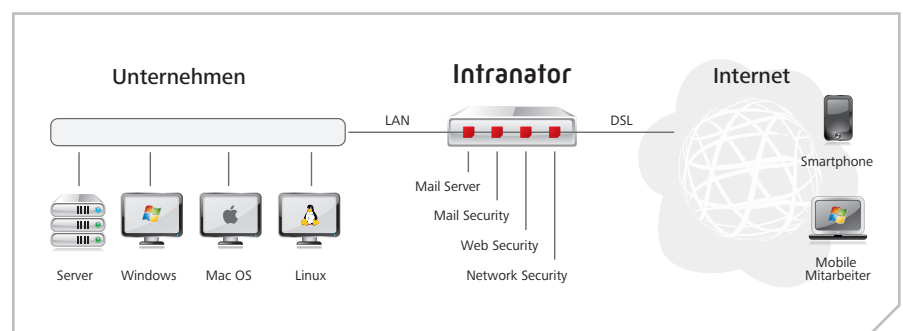 Unternehmen
Intranator
Internet
LAN
DSL
Smartphone
Mail Server
Mail Security
Web Security
Network Security
Server
Windows
Mac OS
Linux
Mobile
Mitarbeiter